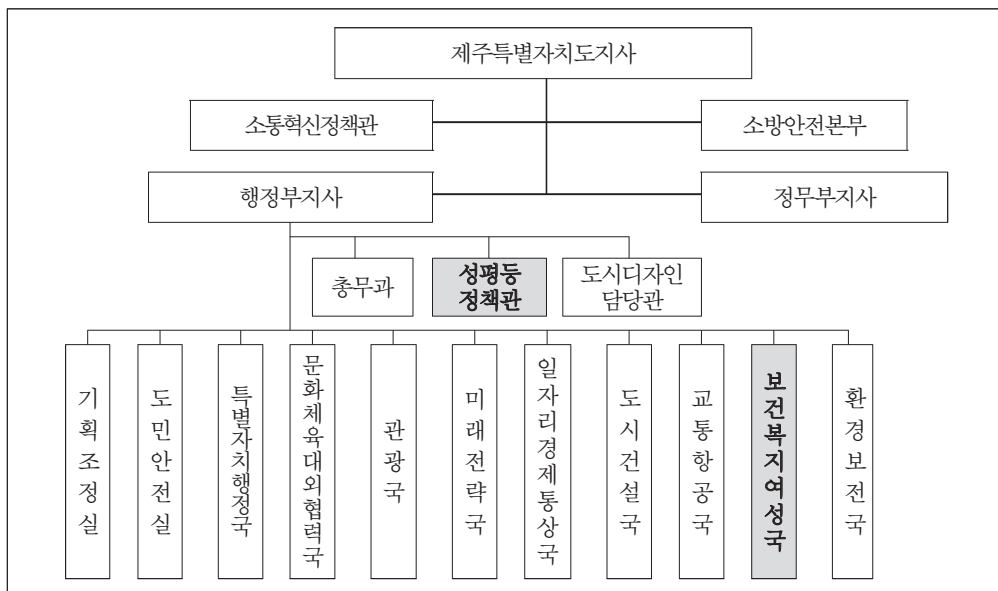 제주특별자치도지사
소통혁신정책관
소방안전본부
행정부지사
정무부지사
총무과
성평등
정책관
도시디자인
담당관
기획조정실
도민안전실
특별자치행정국
문화체육대외협력국
관광국
미래전략국
일자리경제통상국
도시건설국
교통항공국
보건복지여성국
환경보전국